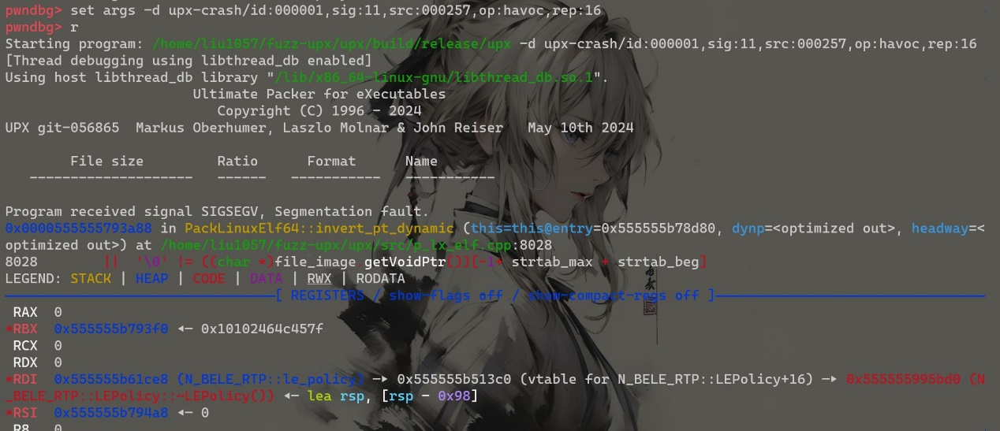 pwndbg> set args -d upx-crash/id:000001,sig:11,src:000257,op:havoc,rep:16
pwndbg> r
Starting program: /home/liu1057/fuzz-upx/upx/build/release/upx -d upx-crash/id:000001,sig:11,src:000257,op:havoc,rep:16
[Thread debugging using libthread_db enabled]
Using host libthread_db library "/lib/x86_64-linux-gnu/libthread_db.so.1".
Ultimate Packer for eXecutables
Copyright (C) 1996 - 2024
UPX git-056865  Markus Oberhumer, Laszlo Molnar & John Reiser   May 10th 2024
File size         Ratio      Format      Name
--------------------   ------   -----------   -----------
Program received signal SIGSEGV, Segmentation fault.
0x0000555555793a88 in PackLinuxElf64::invert_pt_dynamic (this=this@entry=0x555555b78d80, dynp=<optimized out>, headway=<
optimized out>) at /home/liu1057/fuzz-upx/upx/src/p_lx_elf.cpp:8028
8028        ||  '\0' != ((char *)file_image.getVoidPtr())[-1+ strtab_max + strtab_beg]
LEGEND: STACK | HEAP | CODE | DATA | RWX | RODATA
[ REGISTERS / show-flags off / show-compact-regs off ]
RAX  0
*RBX  0x555555b793f0 ◂— 0x10102464c457f
RCX  0
RDX  0
*RDI  0x555555b61ce8 (N_BELE_RTP::le_policy) —▸ 0x555555b513c0 (vtable for N_BELE_RTP::LEPolicy+16) —▸ 0x555555995bd0 (N
_BELE_RTP::LEPolicy::~LEPolicy()) ◂— lea rsp, [rsp - 0x98]
*RSI  0x555555b794a8 ◂— 0
R8  0